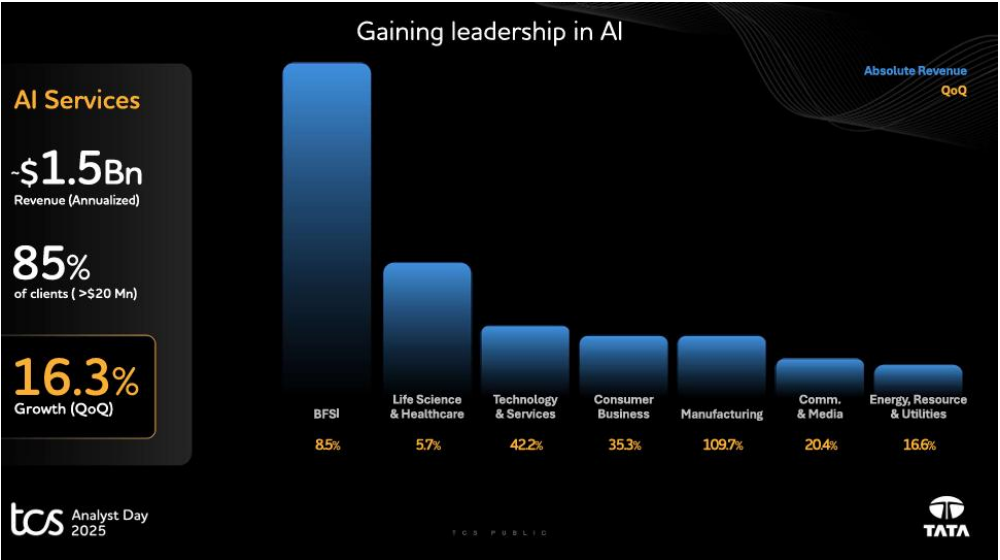 Gaining leadership in AI
Absolute Revenue
QoQ
AI Services
~$1.5Bn
Revenue (Annualized)
85%
of clients ( >$20 Mn)
16.3%
Growth (QoQ)
BFSI
8.5%
Life Science
& Healthcare
5.7%
Technology
& Services
42.2%
Consumer
Business
35.3%
Manufacturing
109.7%
Comm.
& Media
20.4%
Energy, Resource
& Utilities
16.6%
tcs
Analyst Day
2025
TCS PUBLIC
TATA